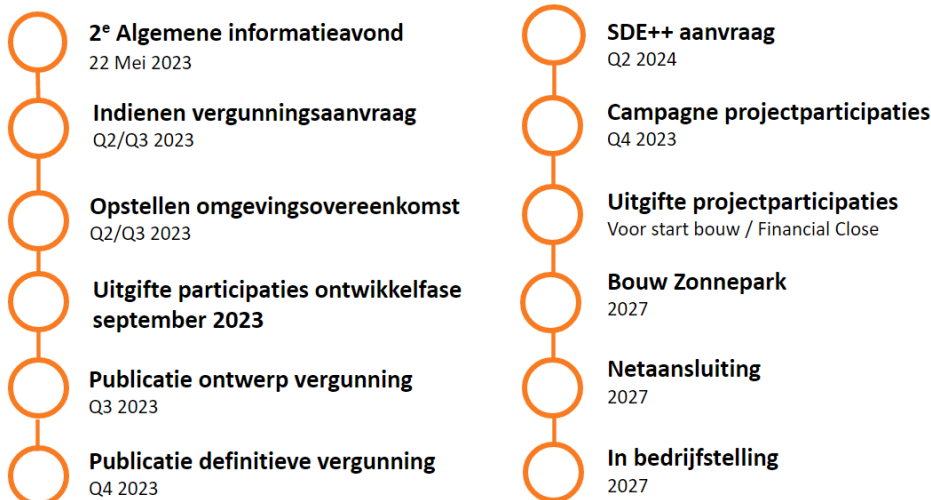 2e Algemene informatieavond
22 Mei 2023
Indienen vergunningsaanvraag
Q2/Q3 2023
Opstellen omgevingsovereenkomst
Q2/Q3 2023
Uitgifte participaties ontwikkelfase
september 2023
Publicatie ontwerp vergunning
Q3 2023
Publicatie definitieve vergunning
Q4 2023
SDE++ aanvraag
Q2 2024
Campagne projectparticipaties
Q4 2023
Uitgifte projectparticipaties
Voor start bouw / Financial Close
Bouw Zonnepark
2027
Netaansluiting
2027
In bedrijfstelling
2027